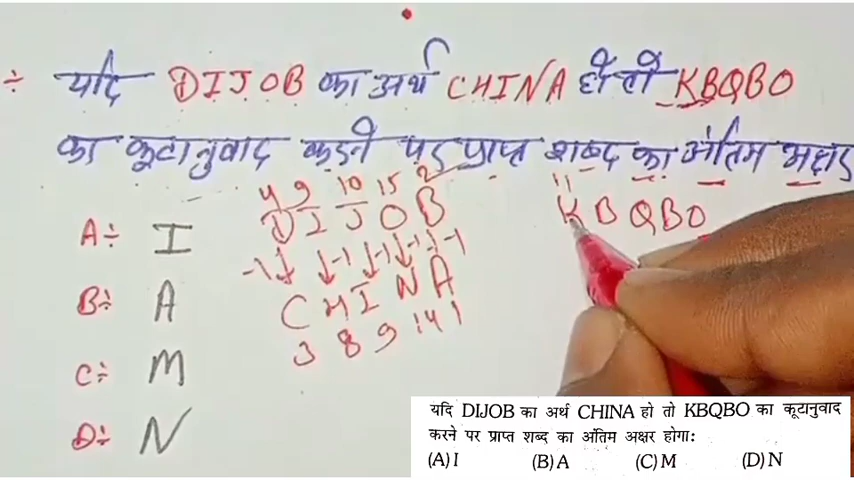 ÷ यदि DIJOB का अर्थ CHINA हो तो KBQBO
का कूटानुवाद करने पर प्राप्त शब्द का अंतिम अक्षर
4 9 10 15 2
D I J O B
-1 -1 -1 -1 -1
C H I N A
3 8 9 14 1
11
K B Q B O
A÷ I
B÷ A
C÷ M
D÷ N
यदि DIJOB का अर्थ CHINA हो तो KBQBO का कूटानुवाद
करने पर प्राप्त शब्द का अंतिम अक्षर होगा:
(A) I (B) A (C) M (D) N